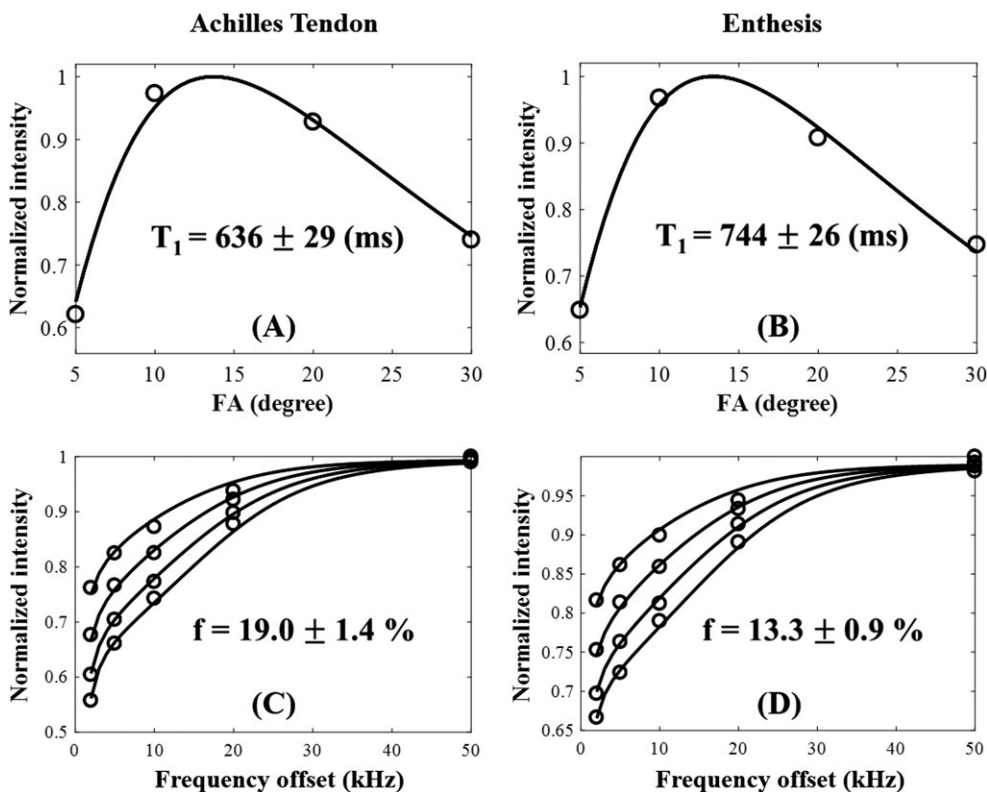 Achilles Tendon
Enthesis
Normalized intensity
1
0.9
0.8
0.7
0.6
T1 = 636 ± 29 (ms)
(A)
5 10 15 20 25 30
FA (degree)
Normalized intensity
1
0.9
0.8
0.7
0.6
T1 = 744 ± 26 (ms)
(B)
5 10 15 20 25 30
FA (degree)
Normalized intensity
1
0.9
0.8
0.7
0.6
0.5
f = 19.0 ± 1.4 %
(C)
0 10 20 30 40 50
Frequency offset (kHz)
Normalized intensity
0.95
0.9
0.85
0.8
0.75
0.7
0.65
f = 13.3 ± 0.9 %
(D)
0 10 20 30 40 50
Frequency offset (kHz)